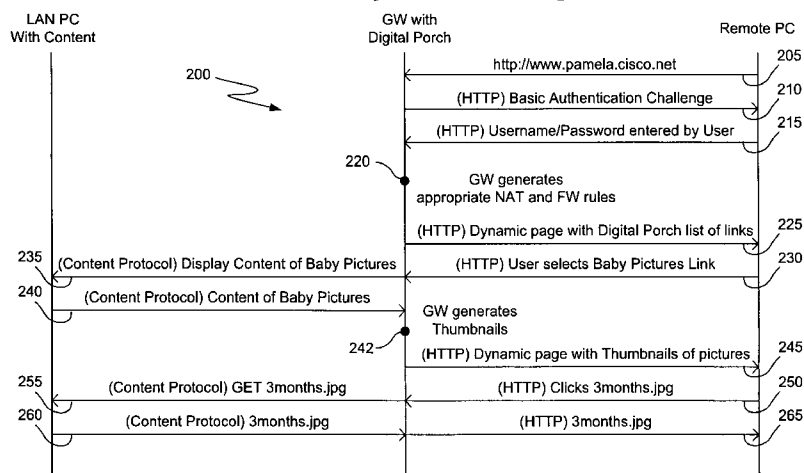 LAN PC
With Content
GW with
Digital Porch
Remote PC
200
http://www.pamela.cisco.net
205
(HTTP) Basic Authentication Challenge
210
(HTTP) Username/Password entered by User
215
220
GW generates
appropriate NAT and FW rules
(HTTP) Dynamic page with Digital Porch list of links
225
235
(Content Protocol) Display Content of Baby Pictures
(HTTP) User selects Baby Pictures Link
230
240
(Content Protocol) Content of Baby Pictures
GW generates
Thumbnails
242
(HTTP) Dynamic page with Thumbnails of pictures
245
255
(Content Protocol) GET 3months.jpg
(HTTP) Clicks 3months.jpg
250
260
(Content Protocol) 3months.jpg
(HTTP) 3months.jpg
265